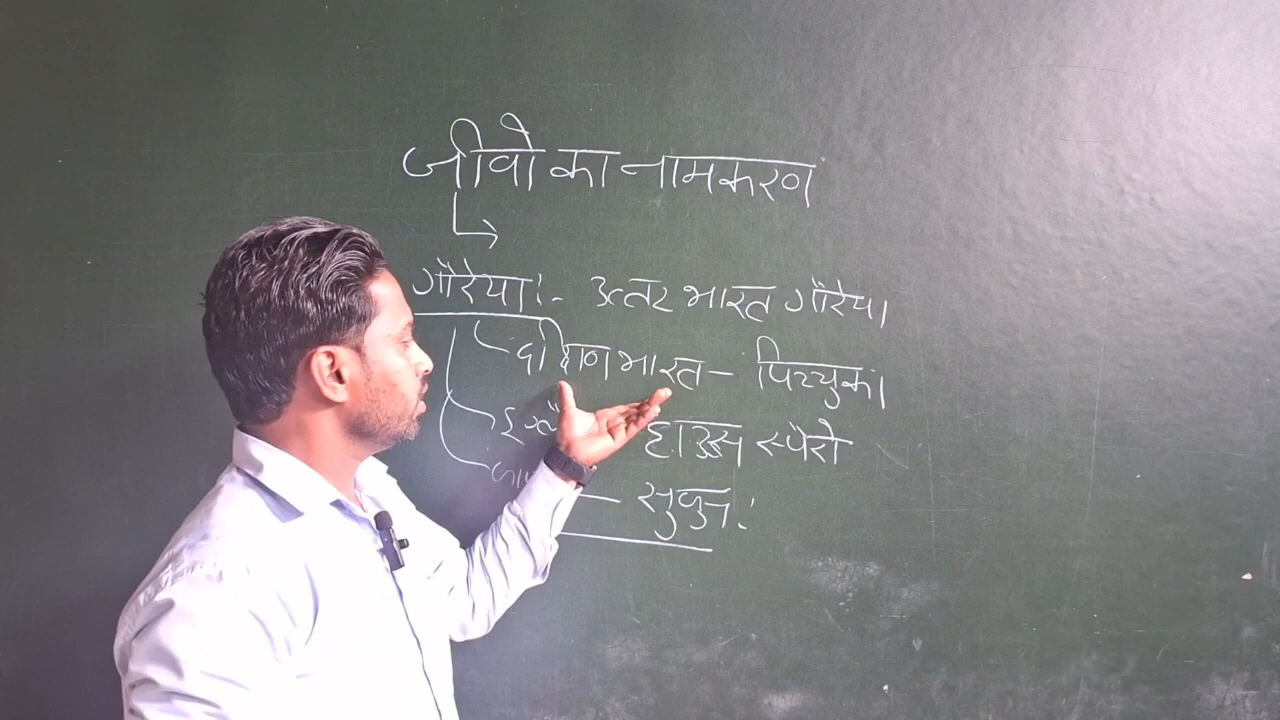 जीवो का नामकरण
गौरैया:- उत्तर भारत गौरैया
दक्षिण भारत - पिच्युका
हाउस स्पैरो
- सुजुन: